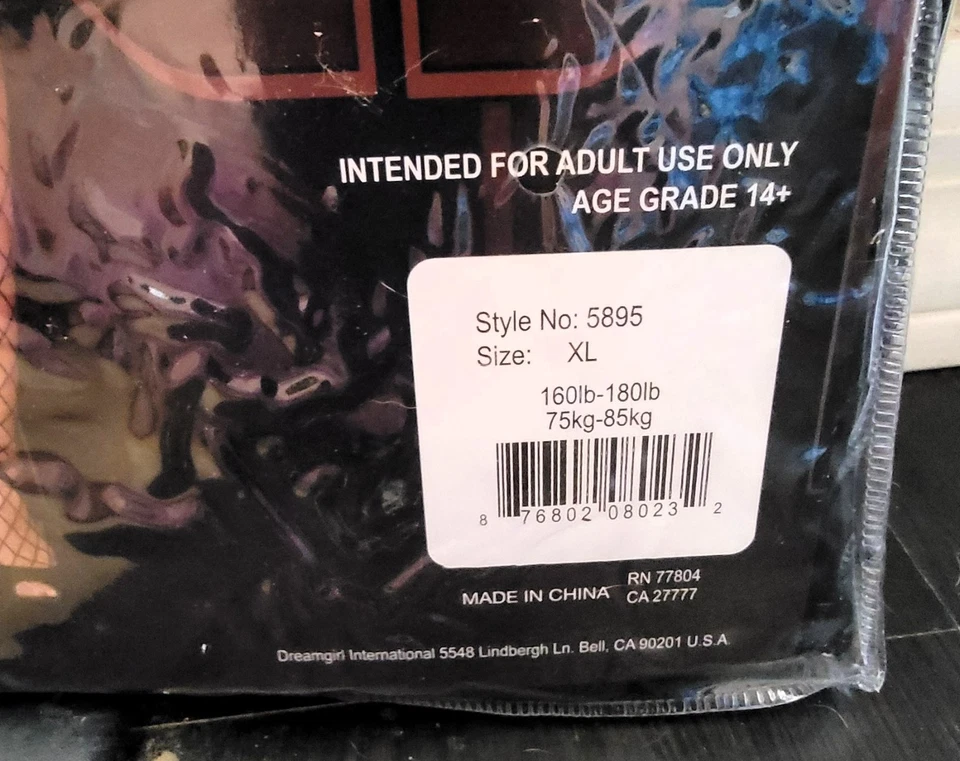 INTENDED FOR ADULT USE ONLY
AGE GRADE 14+
Style No: 5895
Size: XL
160lb-180lb
75kg-85kg
8 76802 08023 2
MADE IN CHINA RN 77804
CA 27777
Dreamgirl International 5548 Lindbergh Ln. Bell, CA 90201 U.S.A.